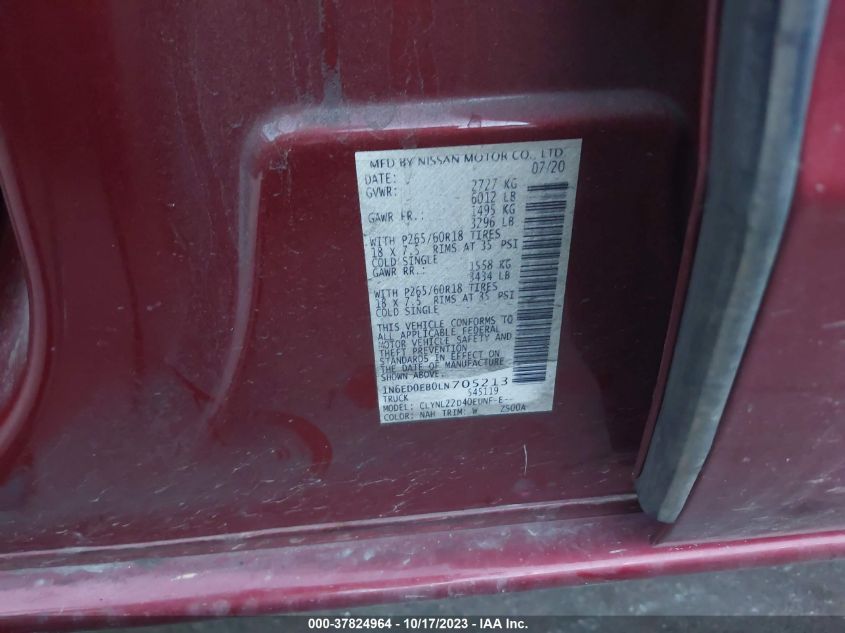 MFD BY NISSAN MOTOR CO., LTD
DATE: 07/20
GVWR: 2727 KG
6012 LB
GAWR FR.: 1495 KG
3296 LB
WITH P265/60R18 TIRES
18 X 7.5 RIMS AT 35 PSI
COLD SINGLE
GAWR RR.: 1558 KG
3434 LB
WITH P265/60R18 TIRES
18 X 7.5 RIMS AT 35 PSI
COLD SINGLE
THIS VEHICLE CONFORMS TO
ALL APPLICABLE FEDERAL
MOTOR VEHICLE SAFETY AND
THEFT PREVENTION
STANDARDS IN EFFECT ON
THE DATE OF MANUFACTURE
SHOWN ABOVE.
1N6ED0EB0LN705213
TRUCK 545119
MODEL: CLYNLZZD40EUNF-E--
COLOR: NAH TRIM: W ZS00A
000-37824964 - 10/17/2023 - IAA Inc.